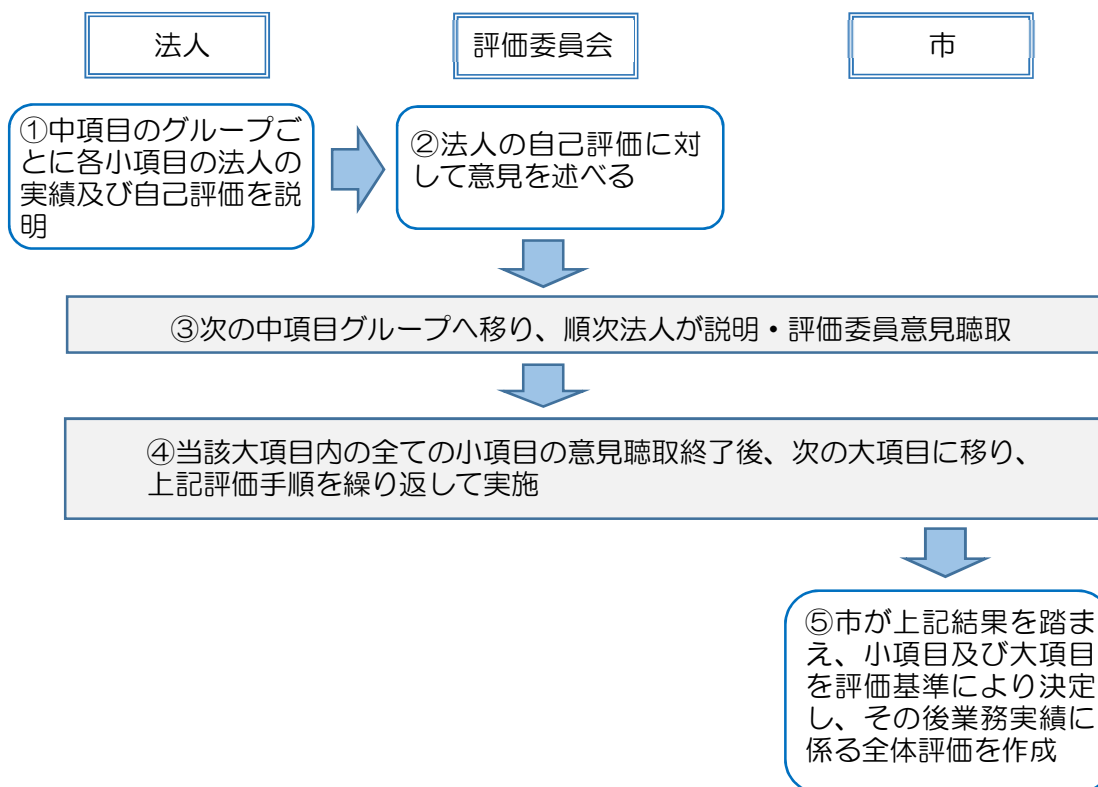 法人
評価委員会
市
①中項目のグループご
とに各小項目の法人の
実績及び自己評価を説
明
②法人の自己評価に対
して意見を述べる
③次の中項目グループへ移り、順次法人が説明・評価委員意見聴取
④当該大項目内の全ての小項目の意見聴取終了後、次の大項目に移り、
上記評価手順を繰り返して実施
⑤市が上記結果を踏ま
え、小項目及び大項目
を評価基準により決定
し、その後業務実績に
係る全体評価を作成